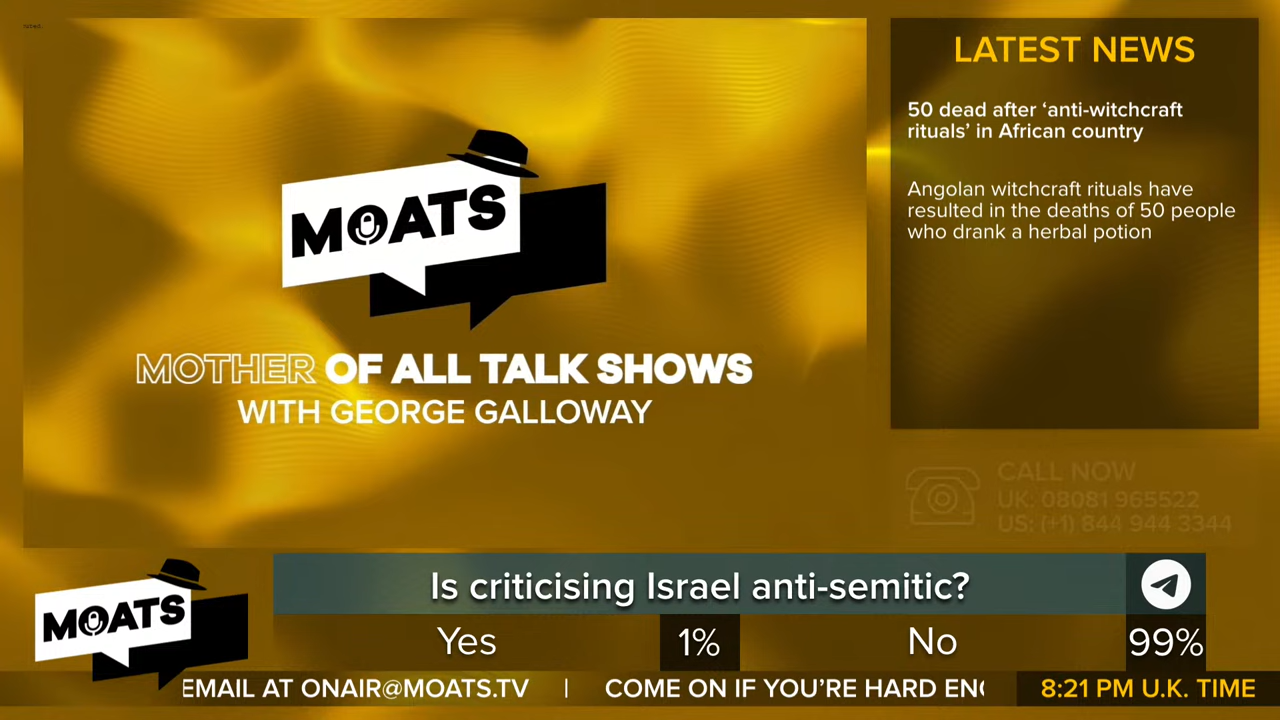 MOATS
MOTHER OF ALL TALK SHOWS
WITH GEORGE GALLOWAY
LATEST NEWS
50 dead after ‘anti-witchcraft
rituals’ in African country
Angolan witchcraft rituals have
resulted in the deaths of 50 people
who drank a herbal potion
CALL NOW
UK: 08081 965522
US: (+1) 844 944 3344
Is criticising Israel anti-semitic?
Yes 1% No 99%
MOATS
EMAIL AT ONAIR@MOATS.TV | COME ON IF YOU’RE HARD
8:21 PM U.K. TIME